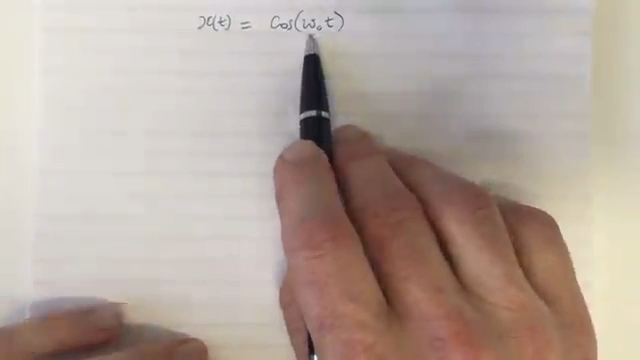 x(t) = Cos(ω₀t)